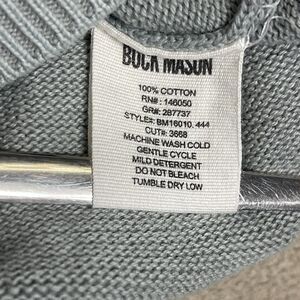 BUCK MASON
100% COTTON
RN#: 146050
GR#: 287737
STYLE#: BM16010. 444
CUT#: 3668
MACHINE WASH COLD
GENTLE CYCLE
MILD DETERGENT
DO NOT BLEACH
TUMBLE DRY LOW